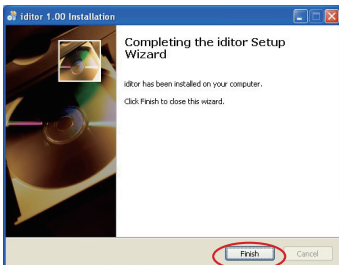 iditor 1.00 Installation
Completing the iditor Setup
Wizard
iditor has been installed on your computer.
Click Finish to close this wizard.
Finish
Cancel